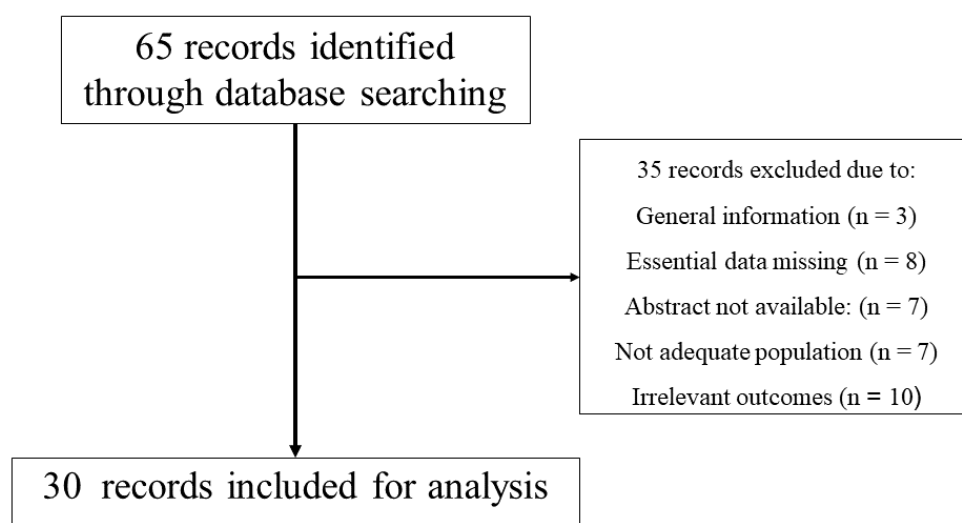 65 records identified
through database searching
35 records excluded due to:
General information (n = 3)
Essential data missing (n = 8)
Abstract not available: (n = 7)
Not adequate population (n = 7)
Irrelevant outcomes (n = 10)
30 records included for analysis